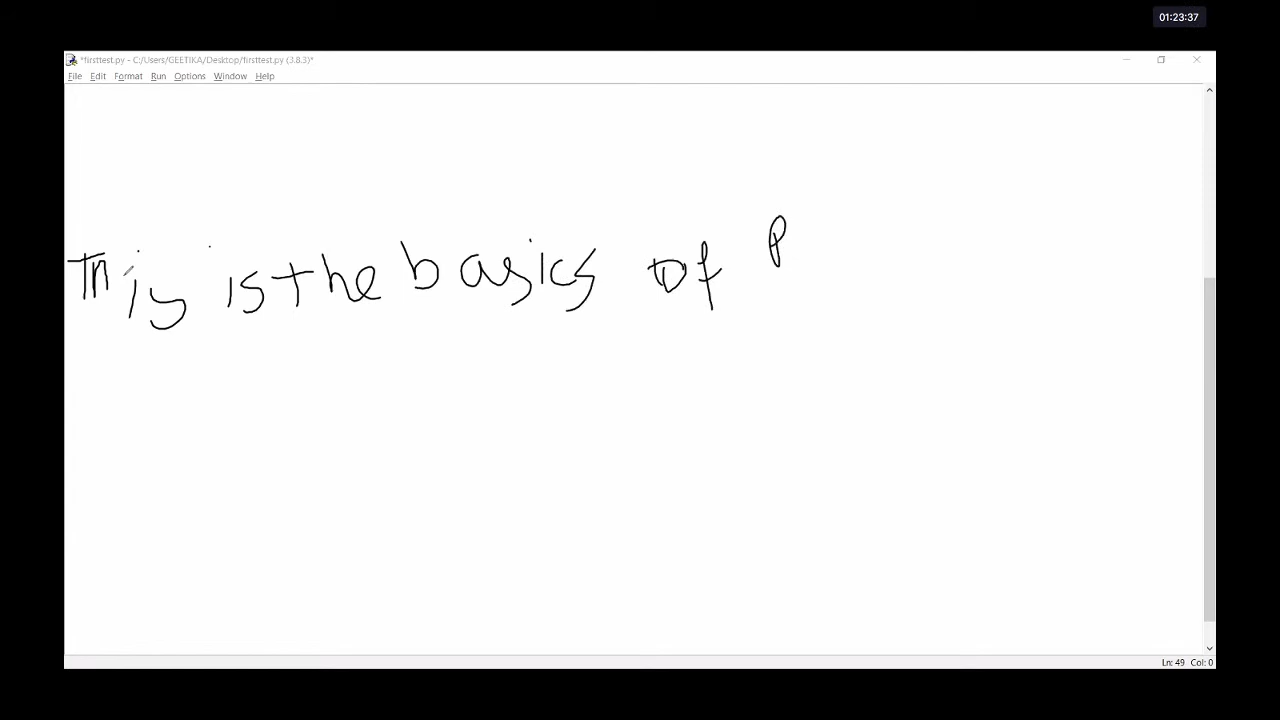 01:23:37
*firsttest.py - C:/Users/GEETIKA/Desktop/firsttest.py (3.8.3)*
File Edit Format Run Options Window Help
This is the basics of P
Ln: 49 Col: 0